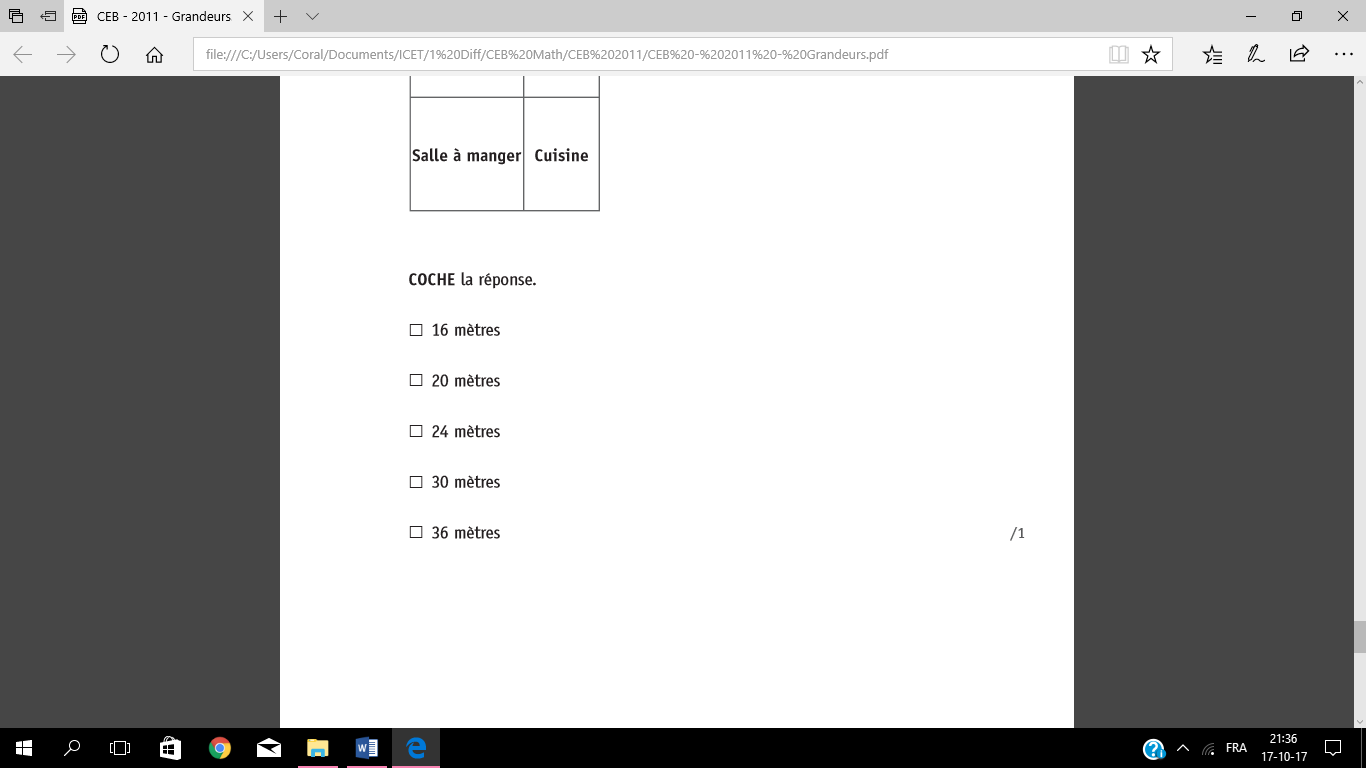 CEB - 2011 - Grandeurs
file:///C:/Users/Coral/Documents/ICET/1%20Diff/CEB%20Math/CEB%202011/CEB%20-%202011%20-%20Grandeurs.pdf
Salle à manger Cuisine
COCHE la réponse.
16 mètres
20 mètres
24 mètres
30 mètres
36 mètres /1
FRA
21:36
17-10-17